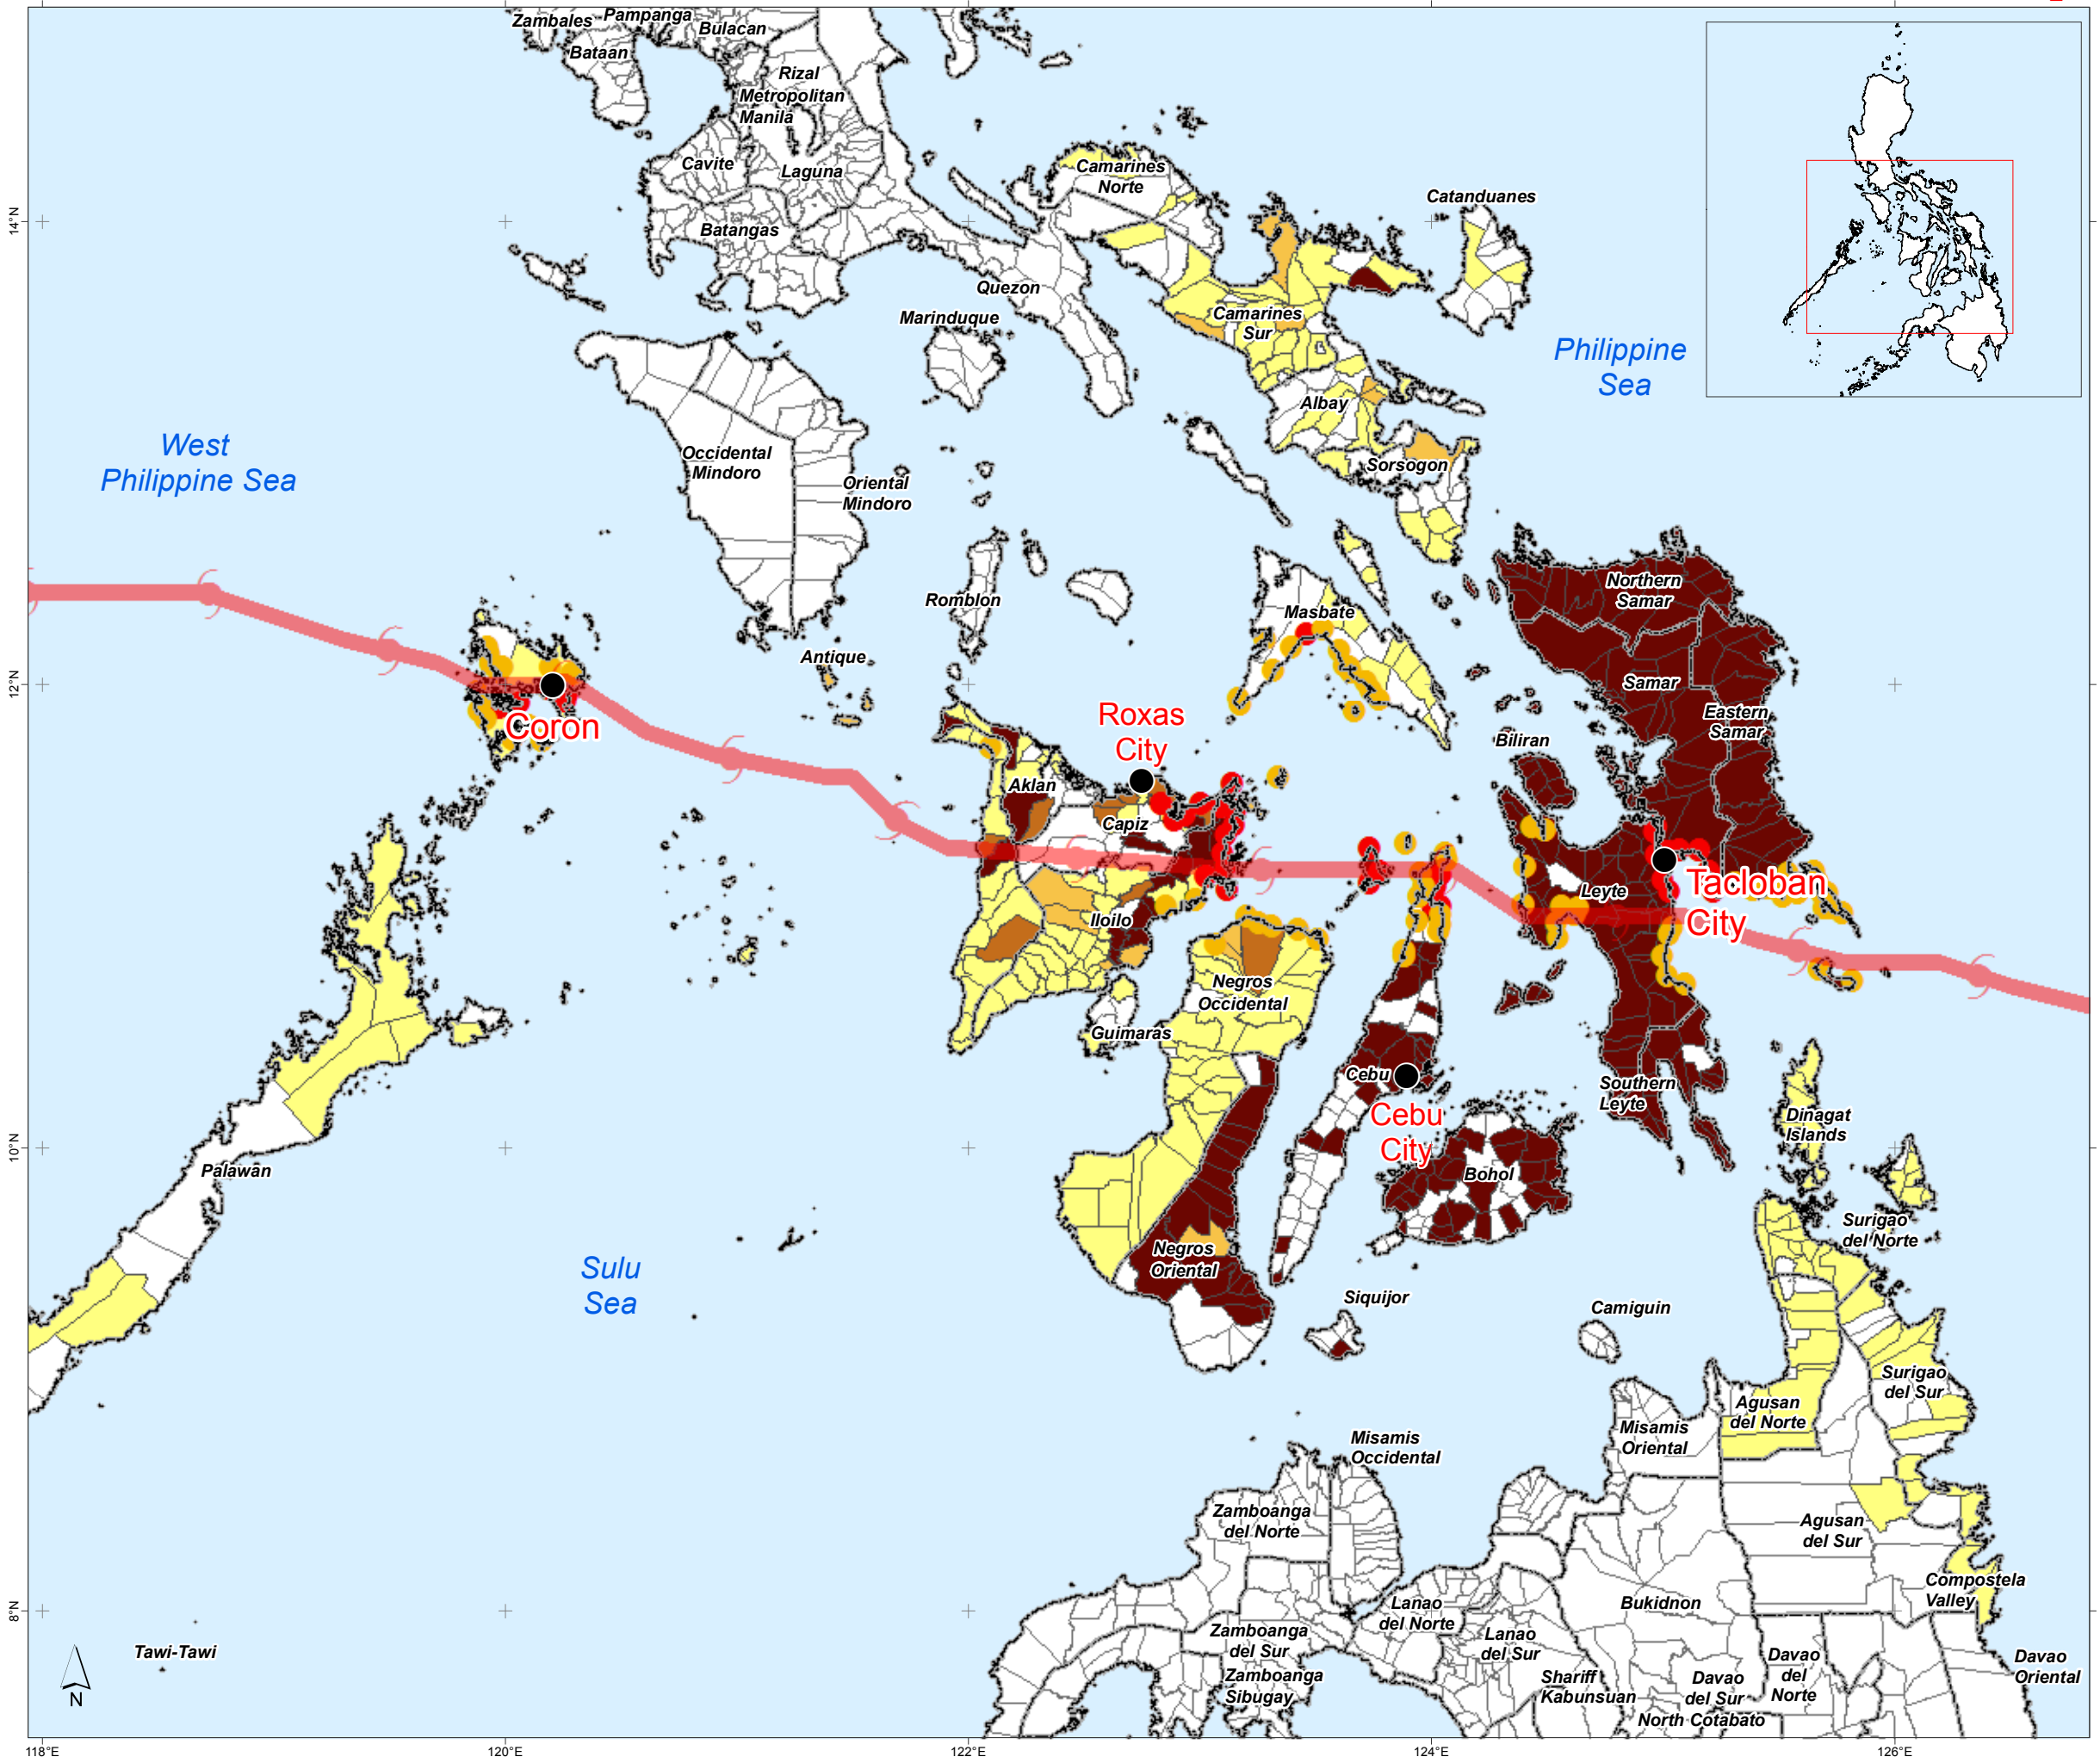 Zambales
Pampanga
Bulacan
Bataan
Rizal
Metropolitan
Manila
Cavite
Laguna
Batangas
Camarines
Norte
Catanduanes
14°N
Quezon
Marinduque
Camarines
Sur
Philippine
Sea
Albay
West
Philippine Sea
Occidental
Mindoro
Oriental
Mindoro
Sorsogon
Romblon
Masbate
Northern
Samar
Antique
12°N
Samar
Eastern
Samar
Coron
Roxas
City
Biliran
Aklan
Capiz
Leyte
Tacloban
City
Iloilo
Negros
Occidental
Guimaras
Cebu
Cebu
City
Southern
Leyte
Dinagat
Islands
10°N
Palawan
Bohol
Surigao
del Norte
Sulu
Sea
Negros
Oriental
Siquijor
Camiguin
Surigao
del Sur
Agusan
del Norte
Misamis
Oriental
Misamis
Occidental
Zamboanga
del Norte
Agusan
del Sur
Compostela
Valley
8°N
Bukidnon
Lanao
del Norte
Zamboanga
del Sur
Lanao
del Sur
Tawi-Tawi
Zamboanga
Sibugay
Shariff
Kabunsuan
Davao
del Sur
Davao
del
Norte
Davao
Oriental
North Cotabato
N
118°E
120°E
122°E
124°E
126°E